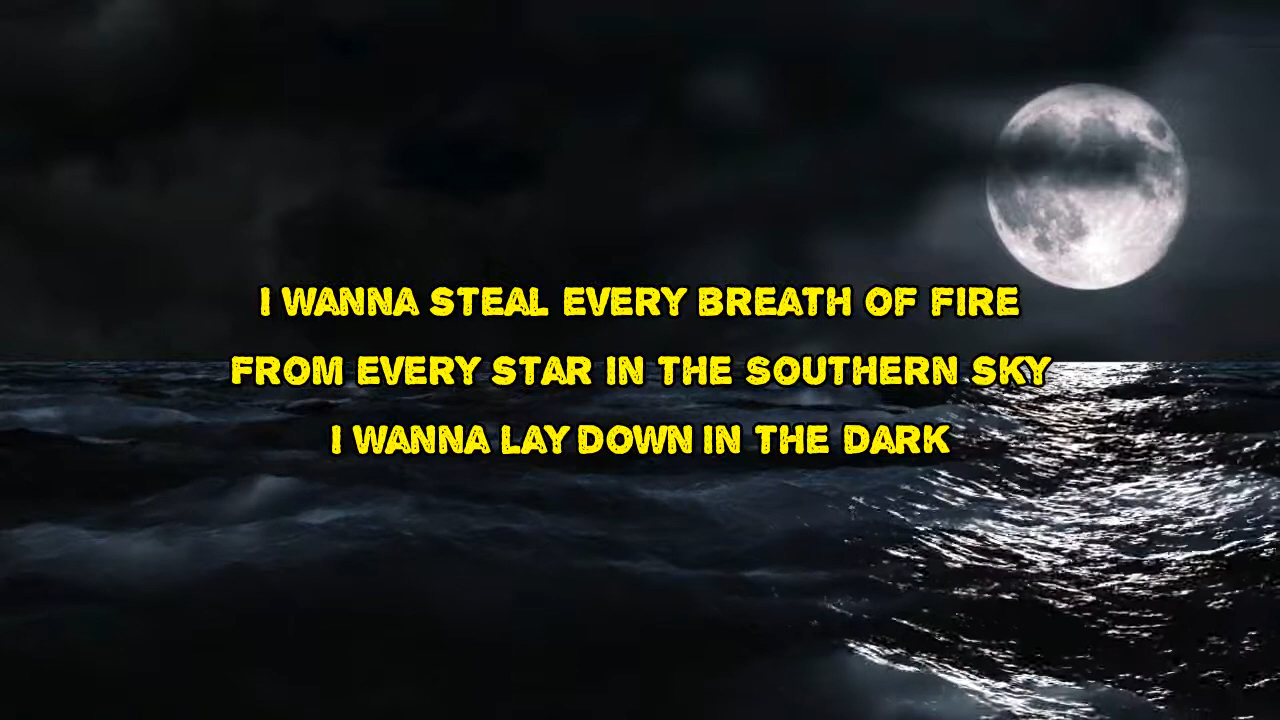 I WANNA STEAL EVERY BREATH OF FIRE
FROM EVERY STAR IN THE SOUTHERN SKY
I WANNA LAY DOWN IN THE DARK